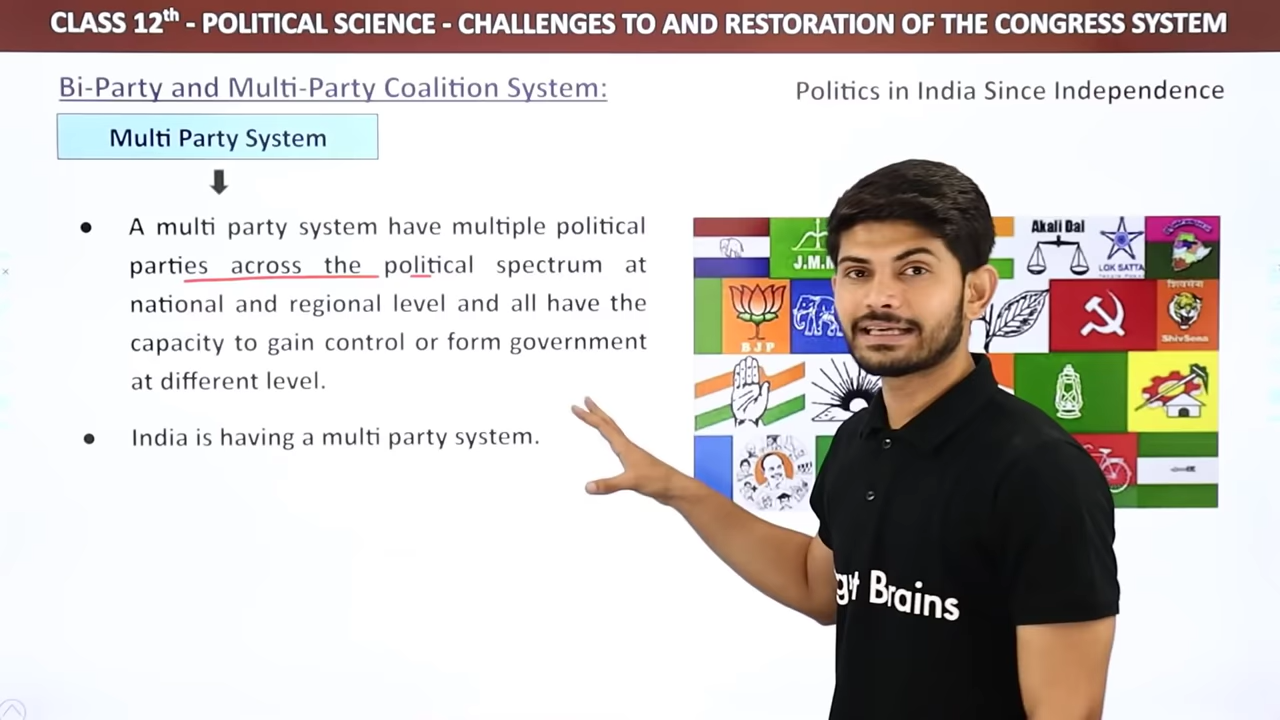 CLASS 12th - POLITICAL SCIENCE - CHALLENGES TO AND RESTORATION OF THE CONGRESS SYSTEM
Bi-Party and Multi-Party Coalition System:
Politics in India Since Independence
Multi Party System
• A multi party system have multiple political
parties across the political spectrum at
national and regional level and all have the
capacity to gain control or form government
at different level.
• India is having a multi party system.
J.M.M
Akali Dal
LOK SATTA
BJP
शिवसेना
ShivSena
Brains